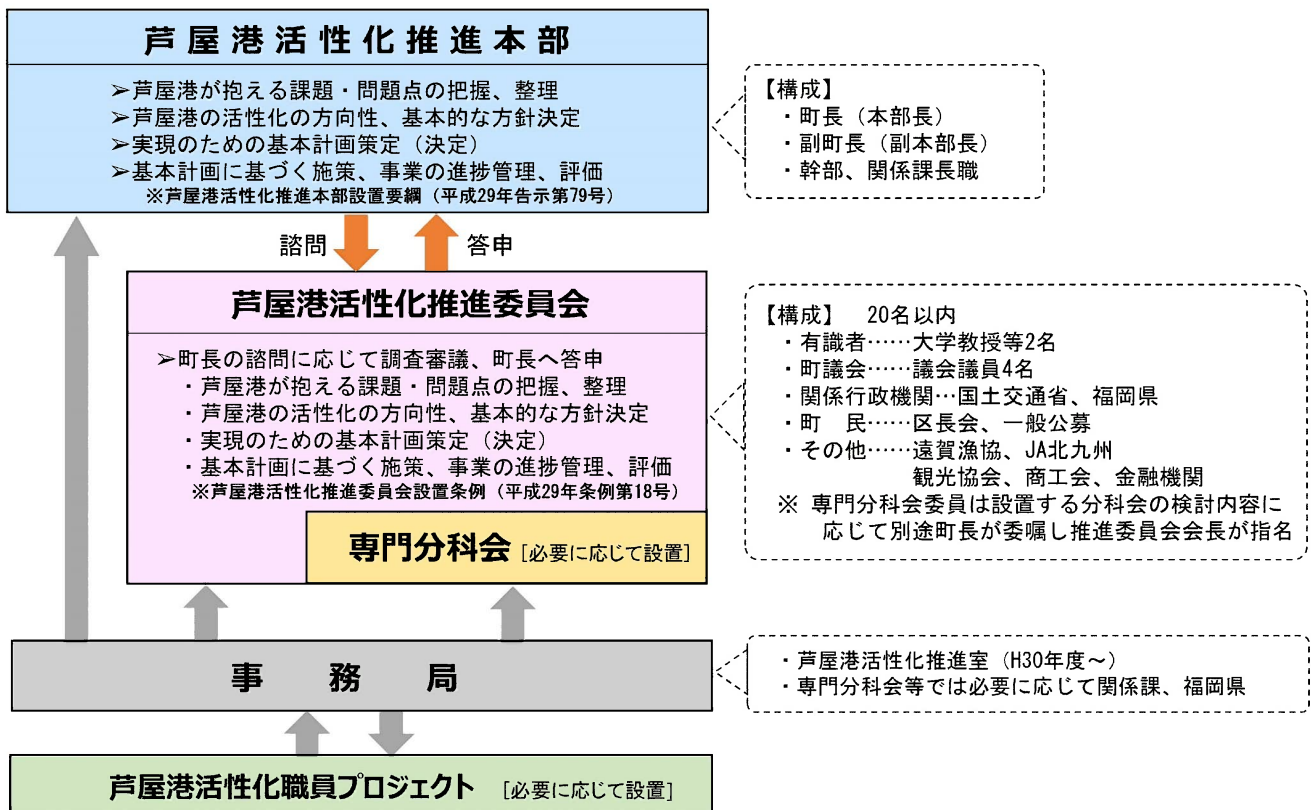 芦屋港活性化推進本部
➢芦屋港が抱える課題・問題点の把握、整理
➢芦屋港の活性化の方向性、基本的な方針決定
➢実現のための基本計画策定（決定）
➢基本計画に基づく施策、事業の進捗管理、評価
※芦屋港活性化推進本部設置要綱（平成29年告示第79号）
【構成】
・町長（本部長）
・副町長（副本部長）
・幹部、関係課長職
諮問
答申
芦屋港活性化推進委員会
➢町長の諮問に応じて調査審議、町長へ答申
・芦屋港が抱える課題・問題点の把握、整理
・芦屋港の活性化の方向性、基本的な方針決定
・実現のための基本計画策定（決定）
・基本計画に基づく施策、事業の進捗管理、評価
※芦屋港活性化推進委員会設置条例（平成29年条例第18号）
専門分科会 [必要に応じて設置]
【構成】　20名以内
・有識者……大学教授等2名
・町議会……議会議員4名
・関係行政機関…国土交通省、福岡県
・町　民……区長会、一般公募
・その他……遠賀漁協、JA北九州
観光協会、商工会、金融機関
※ 専門分科会委員は設置する分科会の検討内容に
応じて別途町長が委嘱し推進委員会会長が指名
事　務　局
・芦屋港活性化推進室（H30年度～）
・専門分科会等では必要に応じて関係課、福岡県
芦屋港活性化職員プロジェクト [必要に応じて設置]